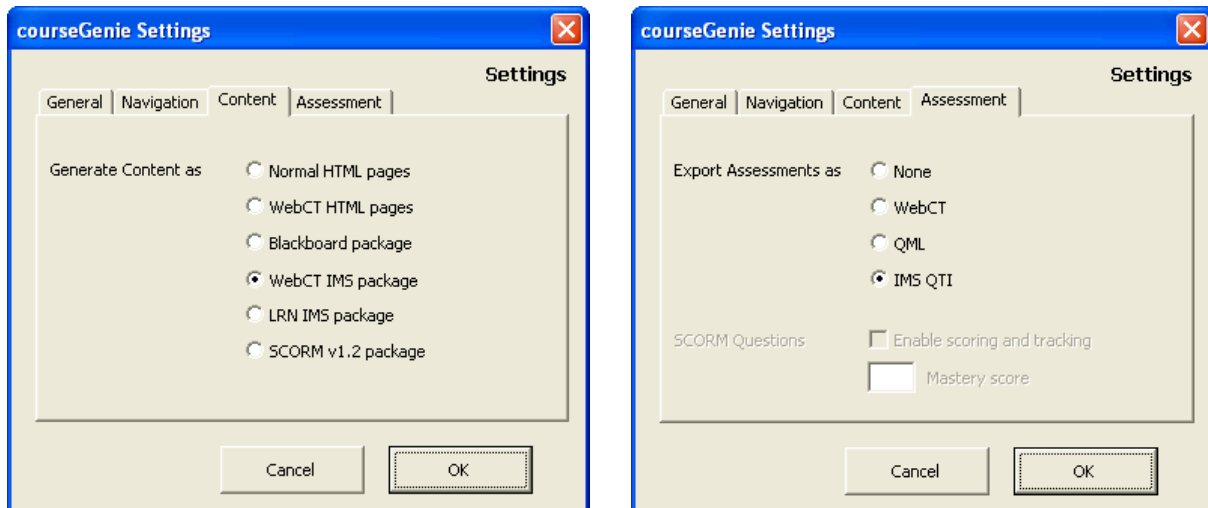 courseGenie Settings
Settings
General Navigation Content Assessment
Generate Content as
Normal HTML pages
WebCT HTML pages
Blackboard package
WebCT IMS package
LRN IMS package
SCORM v1.2 package
Cancel OK
courseGenie Settings
Settings
General Navigation Content Assessment
Export Assessments as
None
WebCT
QML
IMS QTI
SCORM Questions
Enable scoring and tracking
Mastery score
Cancel OK